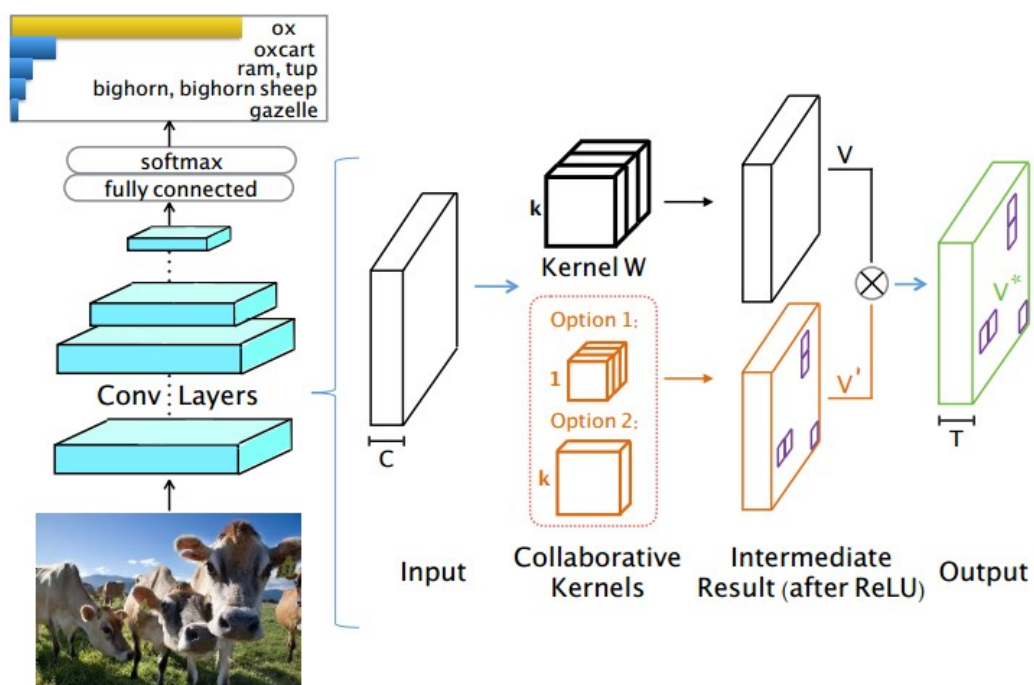 ox
oxcart
ram, tup
bighorn, bighorn sheep
gazelle
softmax
fully connected
Conv Layers
C
Input
k
Kernel W
Option 1:
1
Option 2:
k
Collaborative
Kernels
V
V'
Intermediate
Result (after ReLU)
V*
T
Output